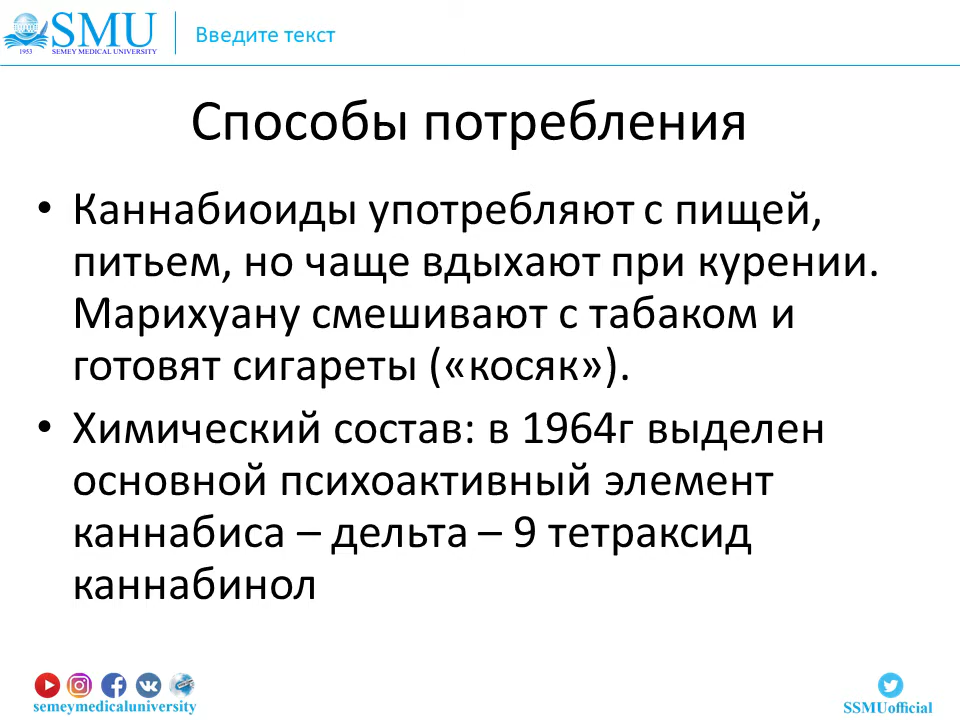 SMU
SEMEY MEDICAL UNIVERSITY
1953
Введите текст
Способы потребления
• Каннабиоиды употребляют с пищей,
питьем, но чаще вдыхают при курении.
Марихуану смешивают с табаком и
готовят сигареты («косяк»).
• Химический состав: в 1964г выделен
основной психоактивный элемент
каннабиса – дельта – 9 тетраксид
каннабинол
semeymedicaluniversity
SSMUofficial